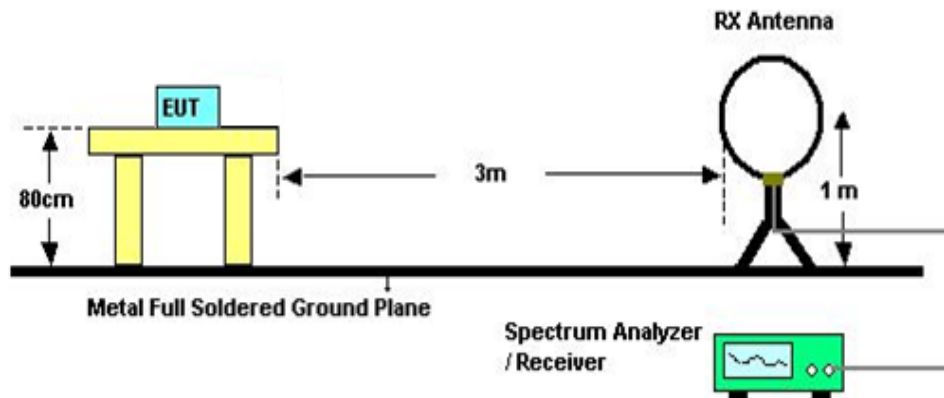 RX Antenna
EUT
3m
80cm
1 m
Metal Full Soldered Ground Plane
Spectrum Analyzer
/ Receiver